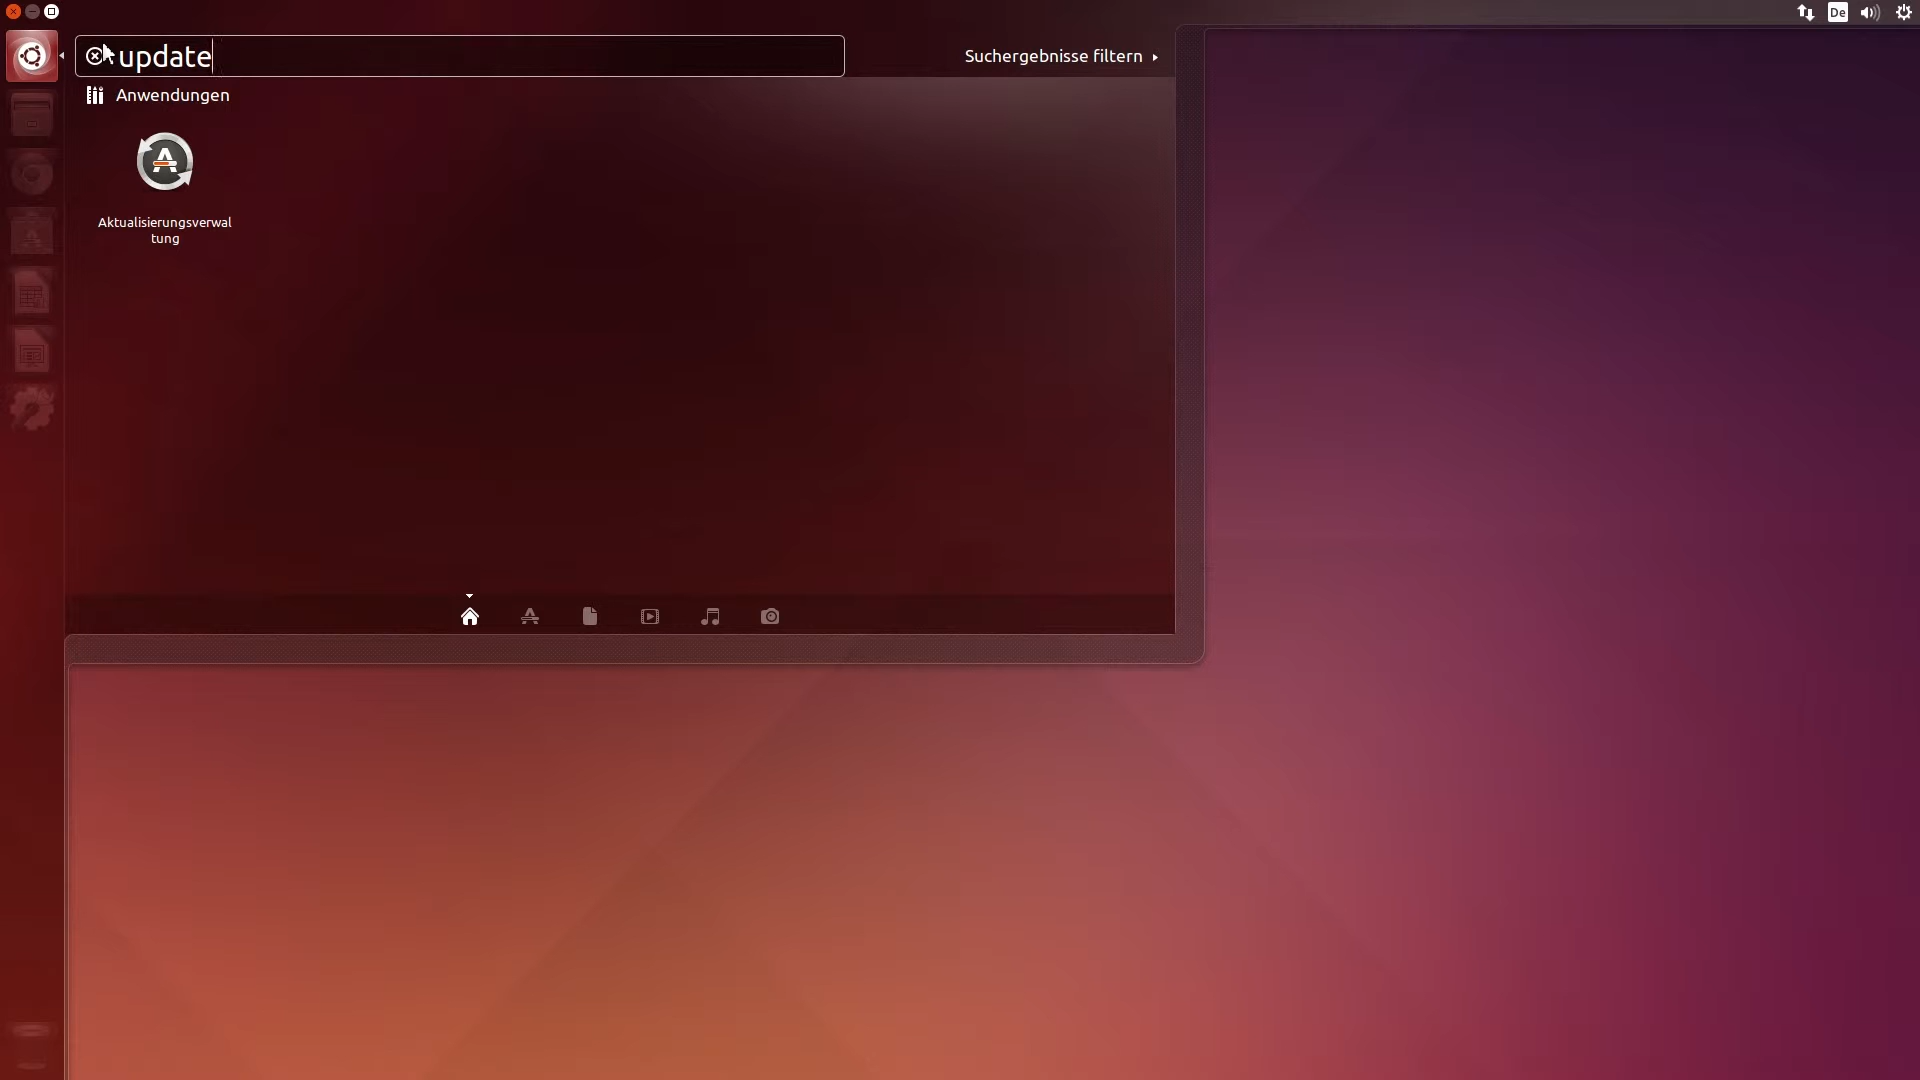 De
update
Suchergebnisse filtern
Anwendungen
Aktualisierungsverwal
tung